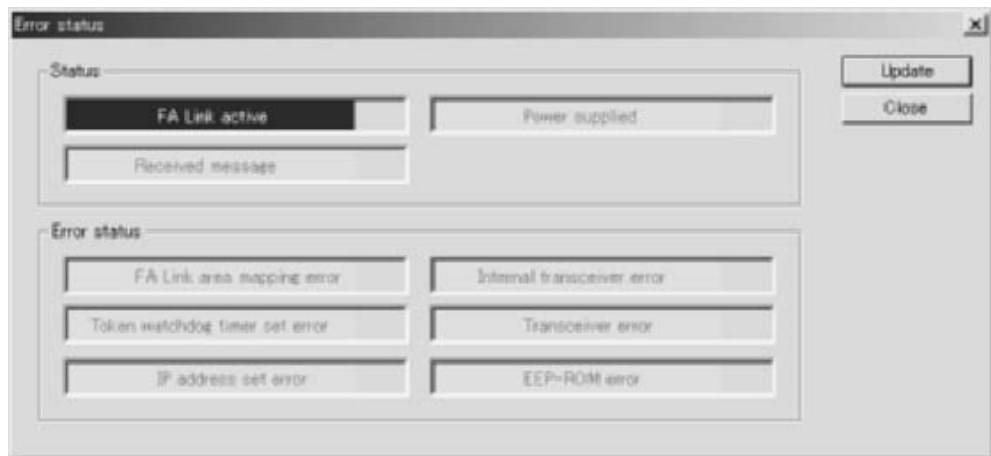 Error status
Status
Update
FA Link active
Power supplied
Close
Received message
Error status
FA Link area mapping error
Internal transceiver error
Token watchdog timer set error
Transceiver error
IP address set error
EEP-ROM error